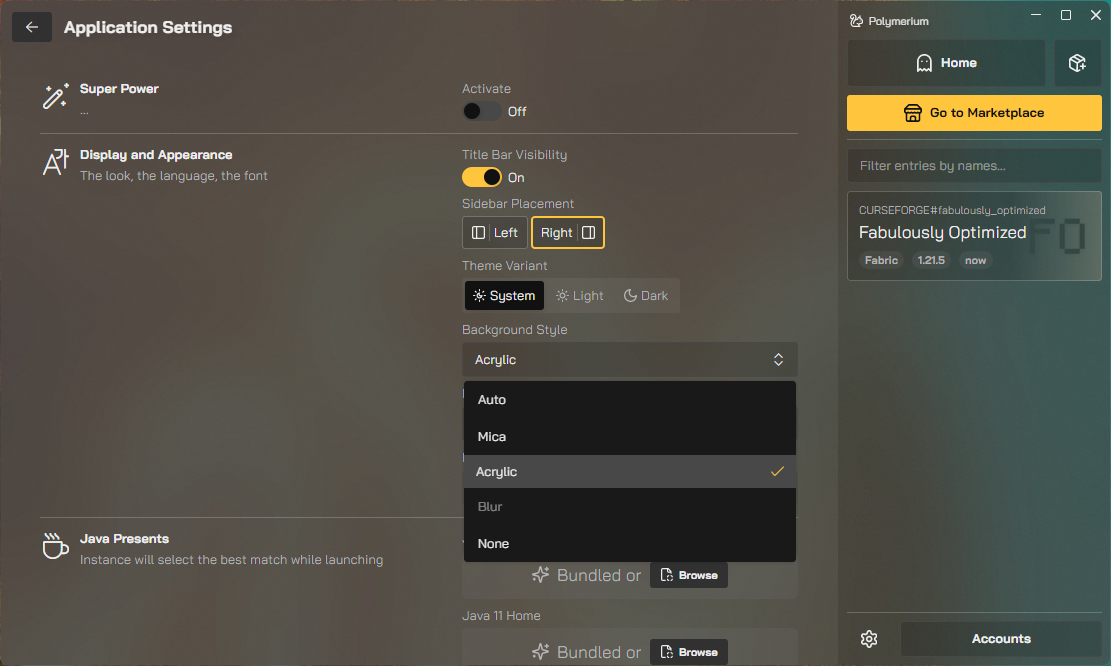 Application Settings
Super Power
...
Activate
Off
Display and Appearance
The look, the language, the font
Title Bar Visibility
On
Sidebar Placement
Left
Right
Theme Variant
System
Light
Dark
Background Style
Acrylic
Auto
Mica
Acrylic
Blur
None
Java Presents
Instance will select the best match while launching
Bundled or
Browse
Java 11 Home
Bundled or
Browse
Polymerium
Home
Go to Marketplace
Filter entries by names...
CURSEFORGE#fabulously_optimized
Fabulously Optimized
FO
Fabric
1.21.5
now
Accounts